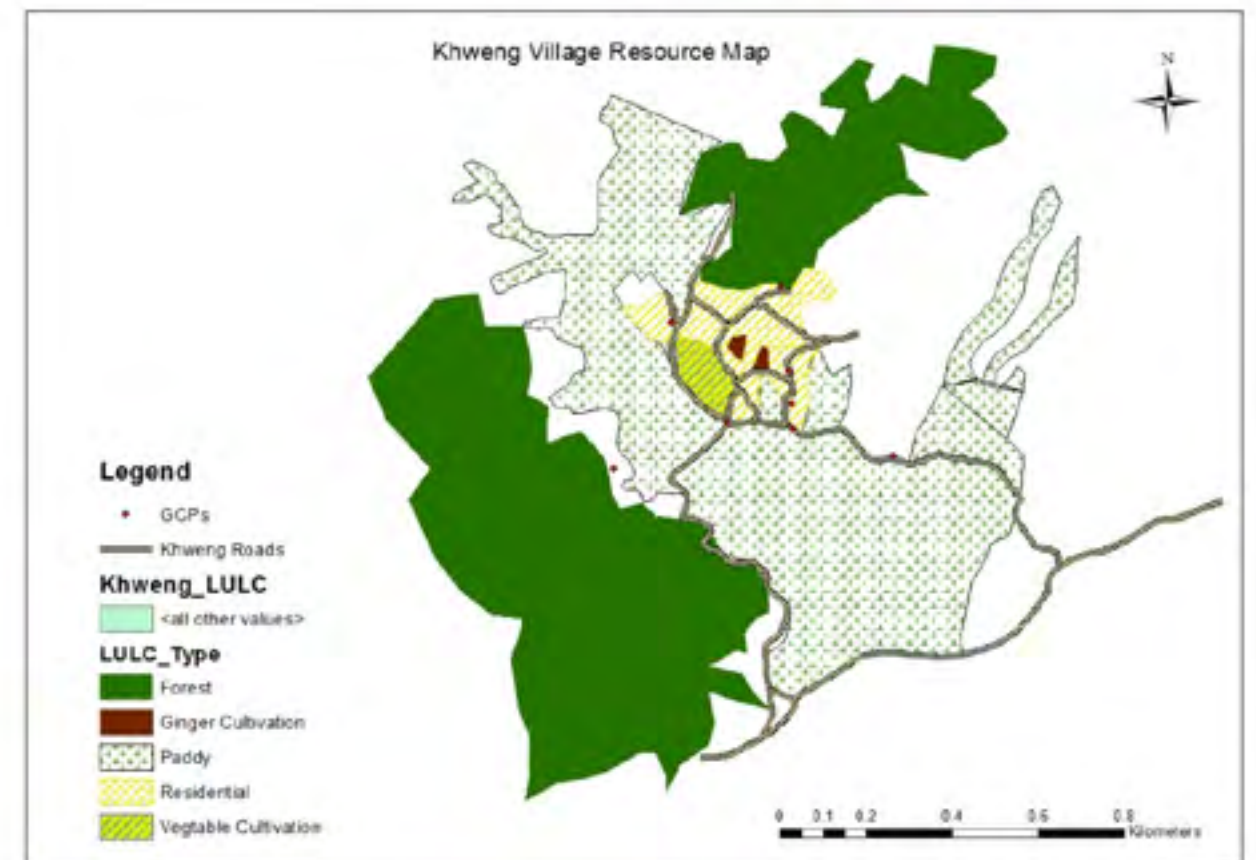 Khweng Village Resource Map
N
Legend
GCPs
Khweng Roads
Khweng_LULC
<all other values>
LULC_Type
Forest
Ginger Cultivation
Paddy
Residential
Vegtable Cultivation
0 0.1 0.2 0.4 0.6 0.8
Kilometers